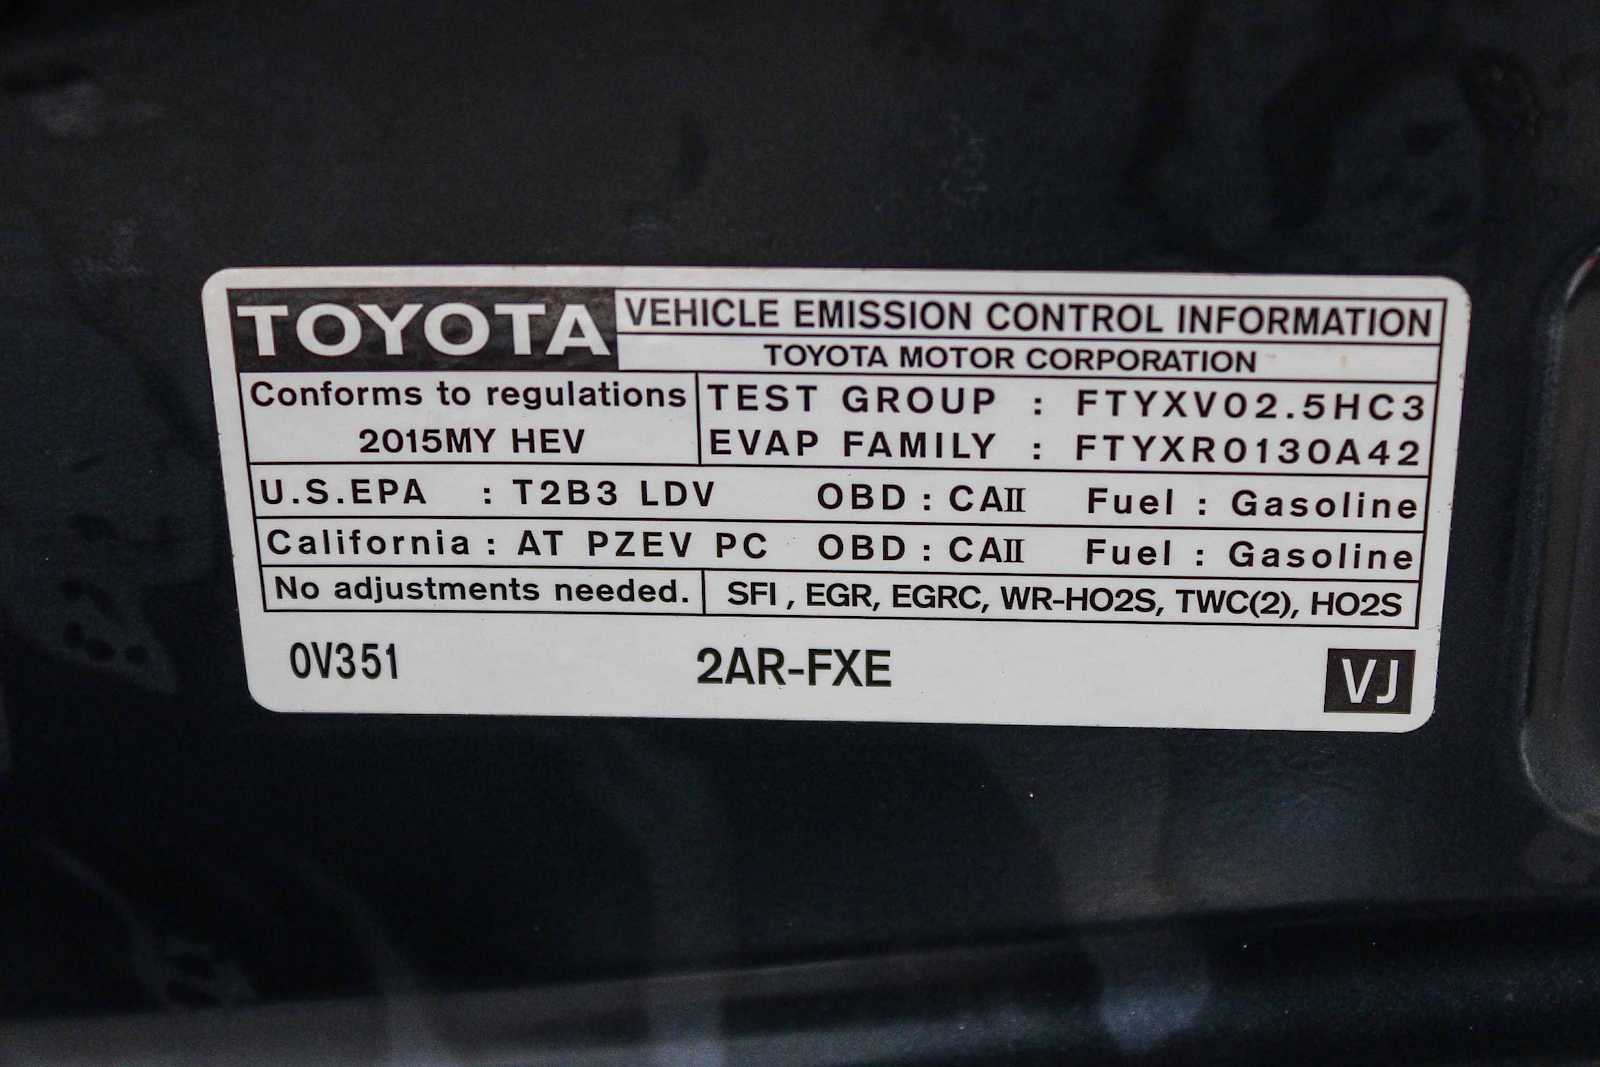 TOYOTA VEHICLE EMISSION CONTROL INFORMATION
TOYOTA MOTOR CORPORATION
Conforms to regulations
2015MY HEV
TEST GROUP : FTYXV02.5HC3
EVAP FAMILY : FTYXR0130A42
U.S.EPA : T2B3 LDV OBD : CAII Fuel : Gasoline
California : AT PZEV PC OBD : CAII Fuel : Gasoline
No adjustments needed. SFI , EGR, EGRC, WR-HO2S, TWC(2), HO2S
0V351 2AR-FXE VJ